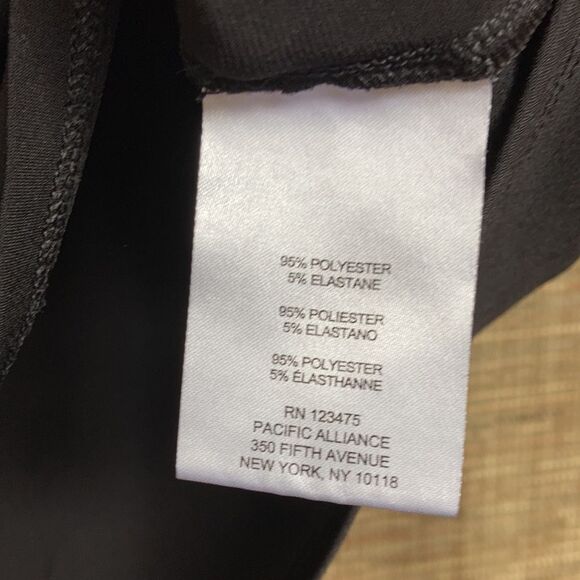 95% POLYESTER
5% ELASTANE
95% POLIESTER
5% ELASTANO
95% POLYESTER
5% ÉLASTHANNE
RN 123475
PACIFIC ALLIANCE
350 FIFTH AVENUE
NEW YORK, NY 10118